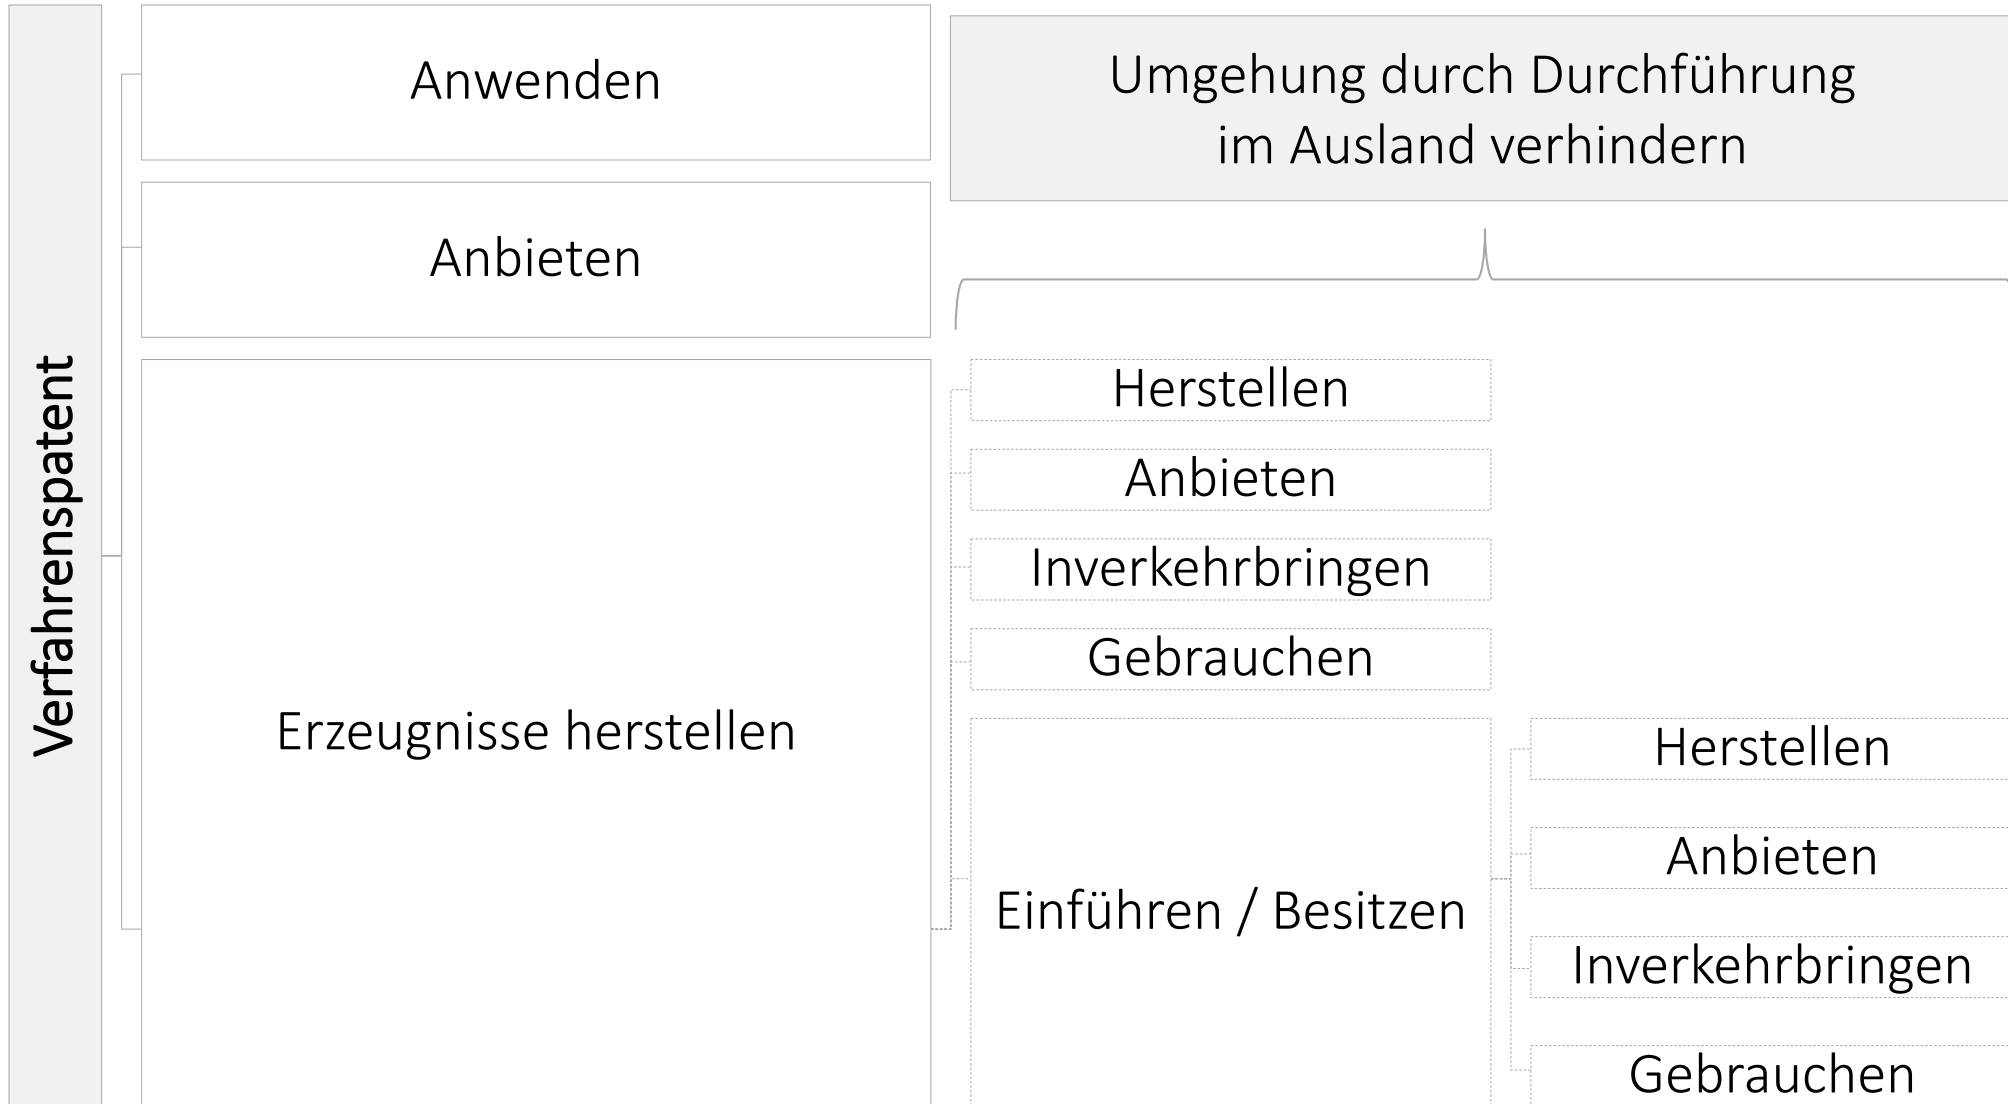 Verfahrenspatent
Anwenden
Anbieten
Erzeugnisse herstellen
Umgehung durch Durchführung
im Ausland verhindern
Herstellen
Anbieten
Inverkehrbringen
Gebrauchen
Einführen / Besitzen
Herstellen
Anbieten
Inverkehrbringen
Gebrauchen